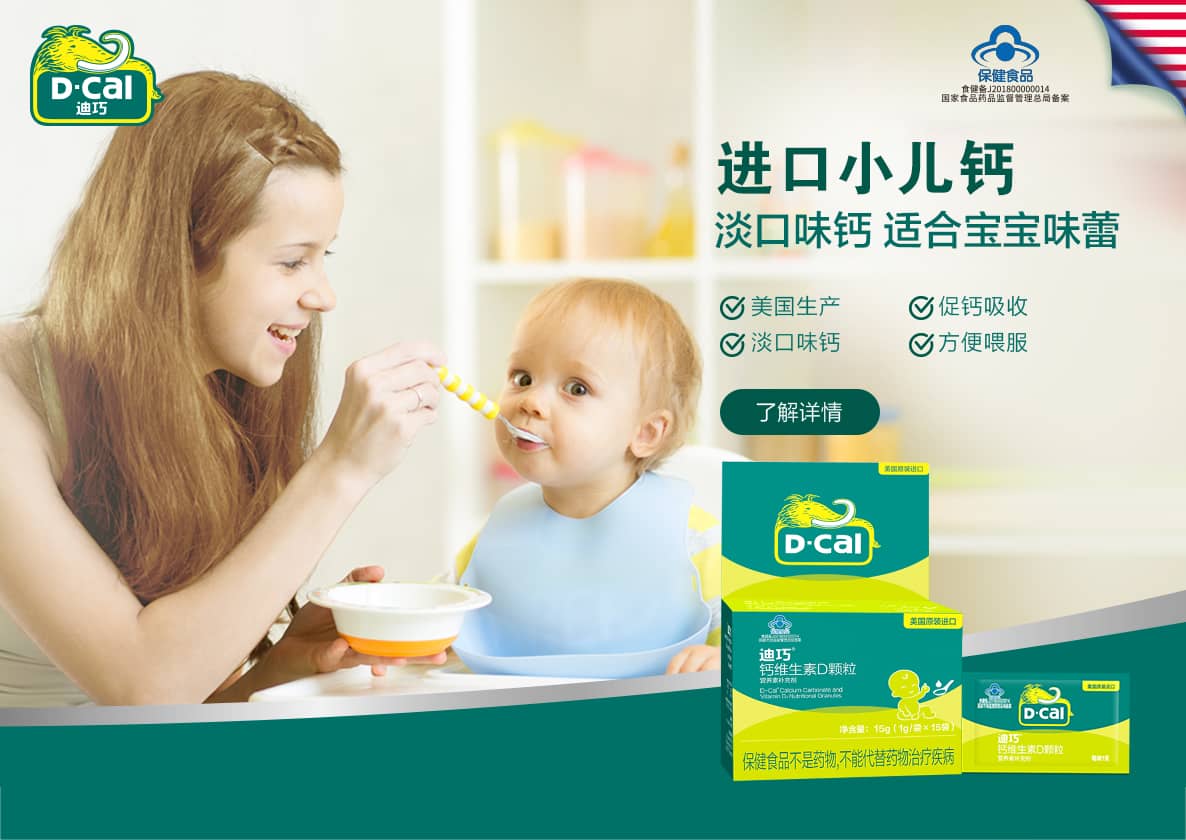 D·Cal
迪巧
保健食品
食健备J201800000014
国家食品药品监督管理总局备案
进口小儿钙
淡口味钙 适合宝宝味蕾
美国生产
促钙吸收
淡口味钙
方便喂服
了解详情
美国原装进口
D·Cal
美国原装进口
保健食品
迪巧®
钙维生素D颗粒
营养素补充剂
D-Cal® Calcium Carbonate and
Vitamin D₃ Nutritional Granules
净含量：15g（1g/袋×15袋）
保健食品不是药物,不能代替药物治疗疾病
美国原装进口
D·Cal
迪巧®
钙维生素D颗粒
营养素补充剂